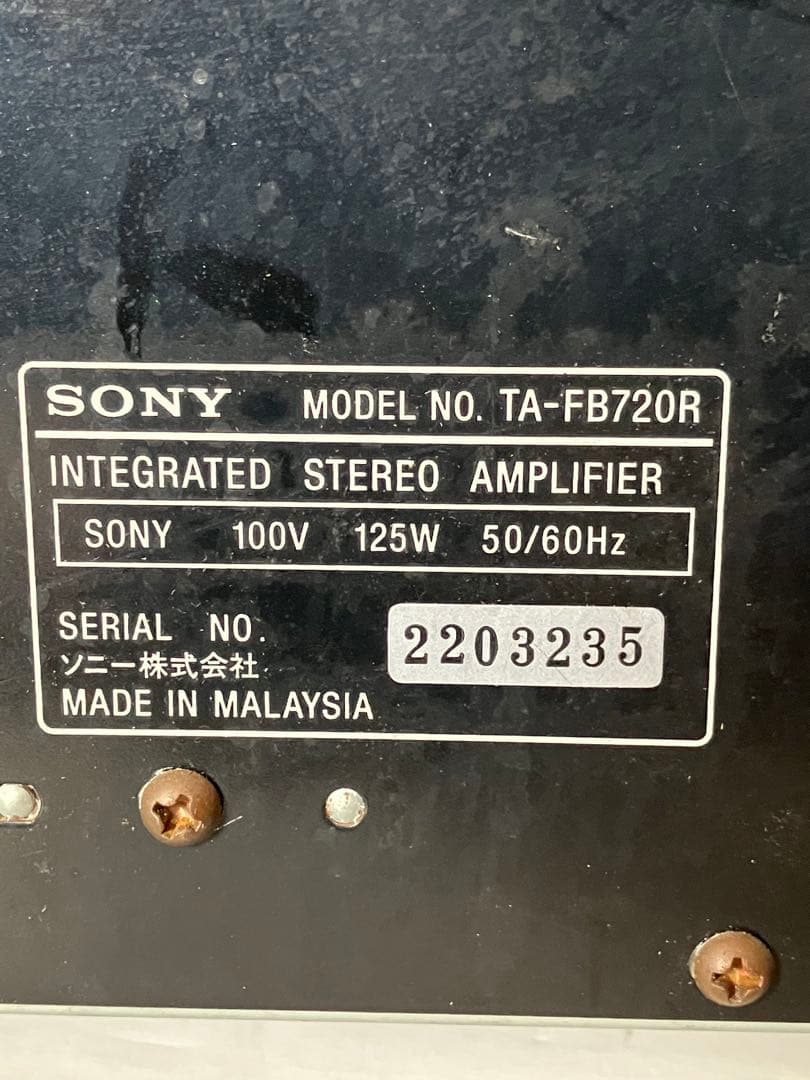 SONY MODEL NO. TA-FB720R
INTEGRATED STEREO AMPLIFIER
SONY 100V 125W 50/60Hz
SERIAL NO. 2203235
ソニー株式会社
MADE IN MALAYSIA